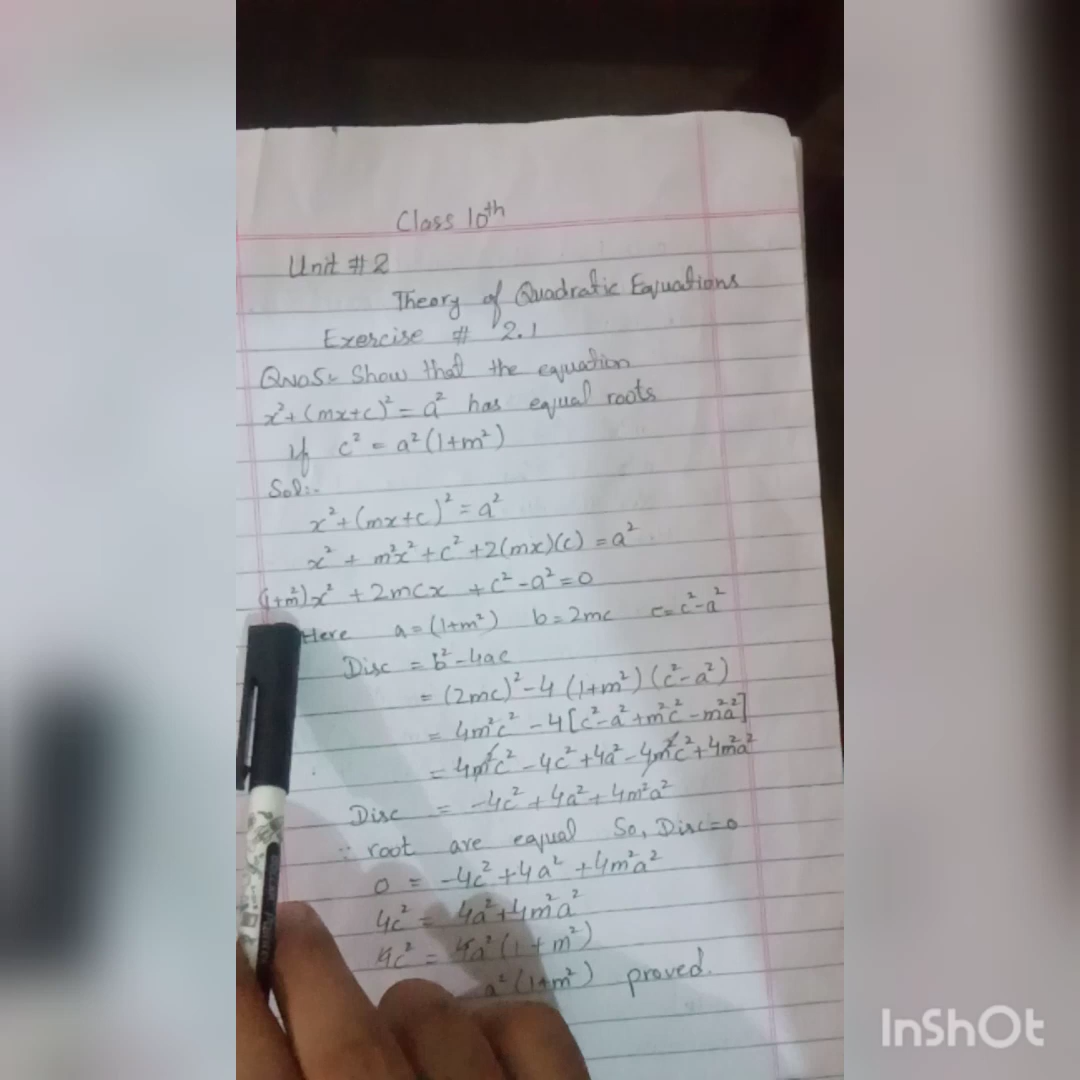 Class 10th
Unit # 2
Theory of Quadratic Equations
Exercise # 2.1
QNo5:- Show that the equation
x²+(mx+c)² = a² has equal roots
If c² = a²(1+m²)
Sol:-
x²+(mx+c)² = a²
x² + m²x² + c² + 2(mx)(c) = a²
(1+m²)x² + 2mcx + c² - a² = 0
Here a = (1+m²) b = 2mc c = c² - a²
Disc = b² - 4ac
= (2mc)² - 4 (1+m²) (c² - a²)
= 4m²c² - 4 [c² - a² + m²c² - m²a²]
= 4m²c² - 4c² + 4a² - 4m²c² + 4m²a²
Disc = -4c² + 4a² + 4m²a²
∵ root are equal So, Disc = 0
0 = -4c² + 4a² + 4m²a²
4c² = 4a² + 4m²a²
4c² = 4a² (1 + m²)
a² (1+m²) proved.
InShOt